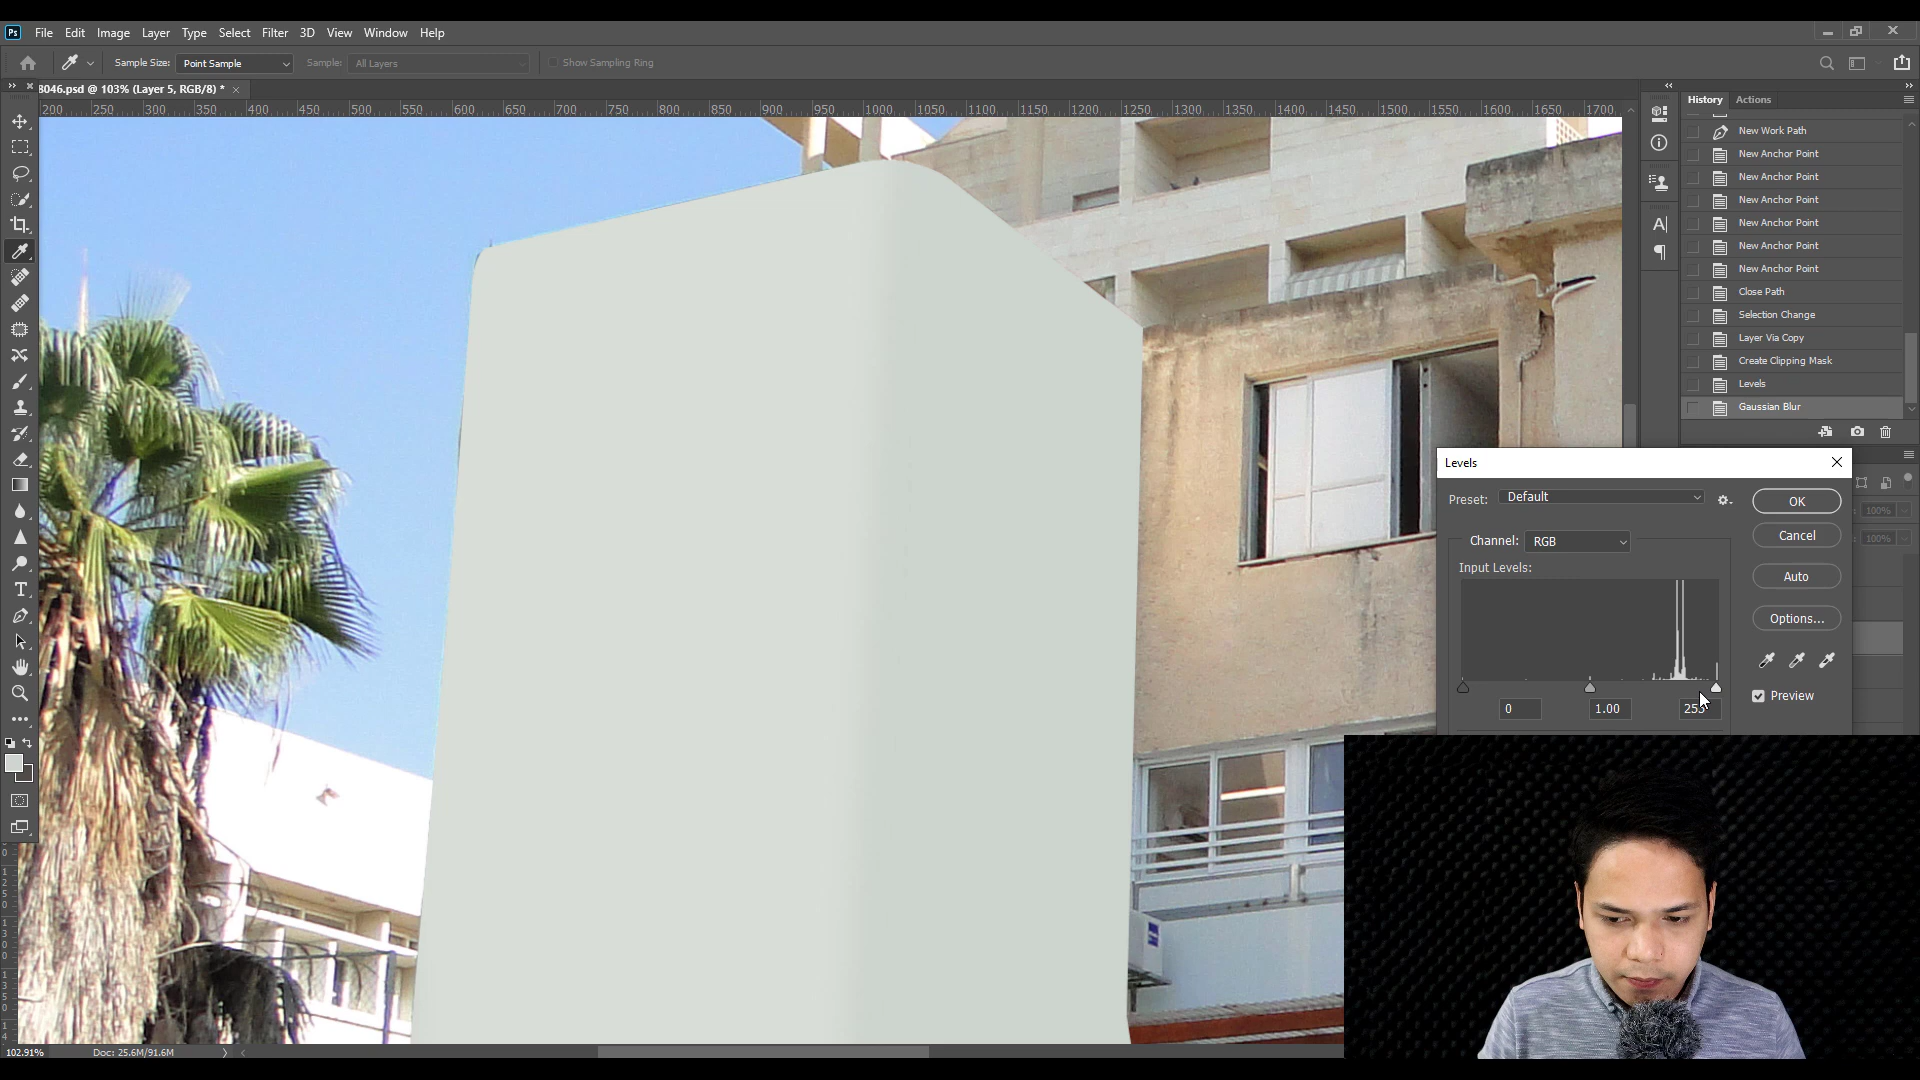 Ps File Edit Image Layer Type Select Filter 3D View Window Help
Sample Size: Point Sample Sample: All Layers Show Sampling Ring
8046.psd @ 103% (Layer 5, RGB/8) * ×
200 250 300 350 400 450 500 550 600 650 700 750 800 850 900 950 1000 1050 1100 1150 1200 1250 1300 1350 1400 1450 1500 1550 1600 1650 1700
History Actions
New Work Path
New Anchor Point
New Anchor Point
New Anchor Point
New Anchor Point
New Anchor Point
New Anchor Point
Close Path
Selection Change
Layer Via Copy
Create Clipping Mask
Levels
Gaussian Blur
Levels
Preset: Default
OK
Channel: RGB
Cancel
Input Levels:
Auto
Options...
Preview
0 1.00 255
100%
100%
102.91% Doc: 25.6M/91.6M